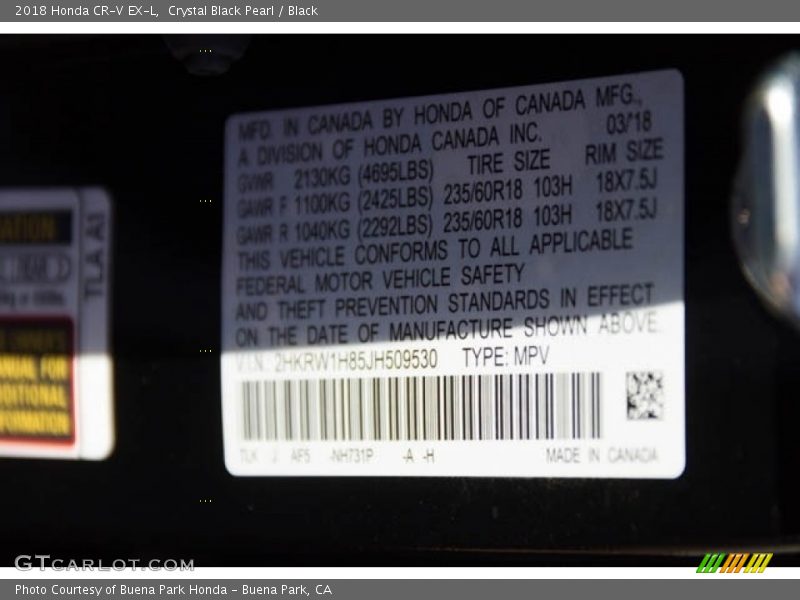 2018 Honda CR-V EX-L,  Crystal Black Pearl / Black
MFD. IN CANADA BY HONDA OF CANADA MFG.,
A DIVISION OF HONDA CANADA INC. 03/18
GVWR 2130KG (4695LBS) TIRE SIZE RIM SIZE
GAWR F 1100KG (2425LBS) 235/60R18 103H 18X7.5J
GAWR R 1040KG (2292LBS) 235/60R18 103H 18X7.5J
THIS VEHICLE CONFORMS TO ALL APPLICABLE
FEDERAL MOTOR VEHICLE SAFETY
AND THEFT PREVENTION STANDARDS IN EFFECT
ON THE DATE OF MANUFACTURE SHOWN ABOVE.
V.I.N. 2HKRW1H85JH509530 TYPE: MPV
TLK J AF5 -NH731P -A -H MADE IN CANADA
TLA A1
GTCARLOT.COM
Photo Courtesy of Buena Park Honda - Buena Park, CA